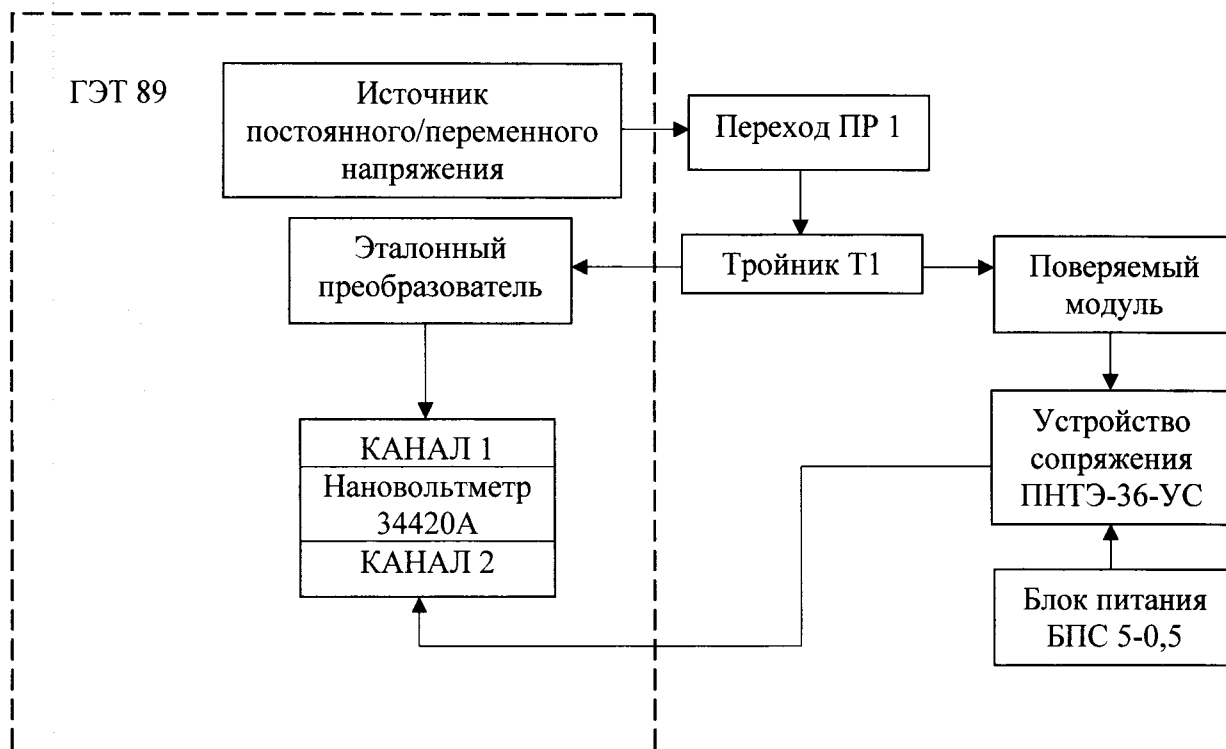 ГЭТ 89
Источник
постоянного/переменного
напряжения
Переход ПР 1
Эталонный
преобразователь
Тройник Т1
Поверяемый
модуль
КАНАЛ 1
Нановольтметр
34420А
КАНАЛ 2
Устройство
сопряжения
ПНТЭ-36-УС
Блок питания
БПС 5-0,5